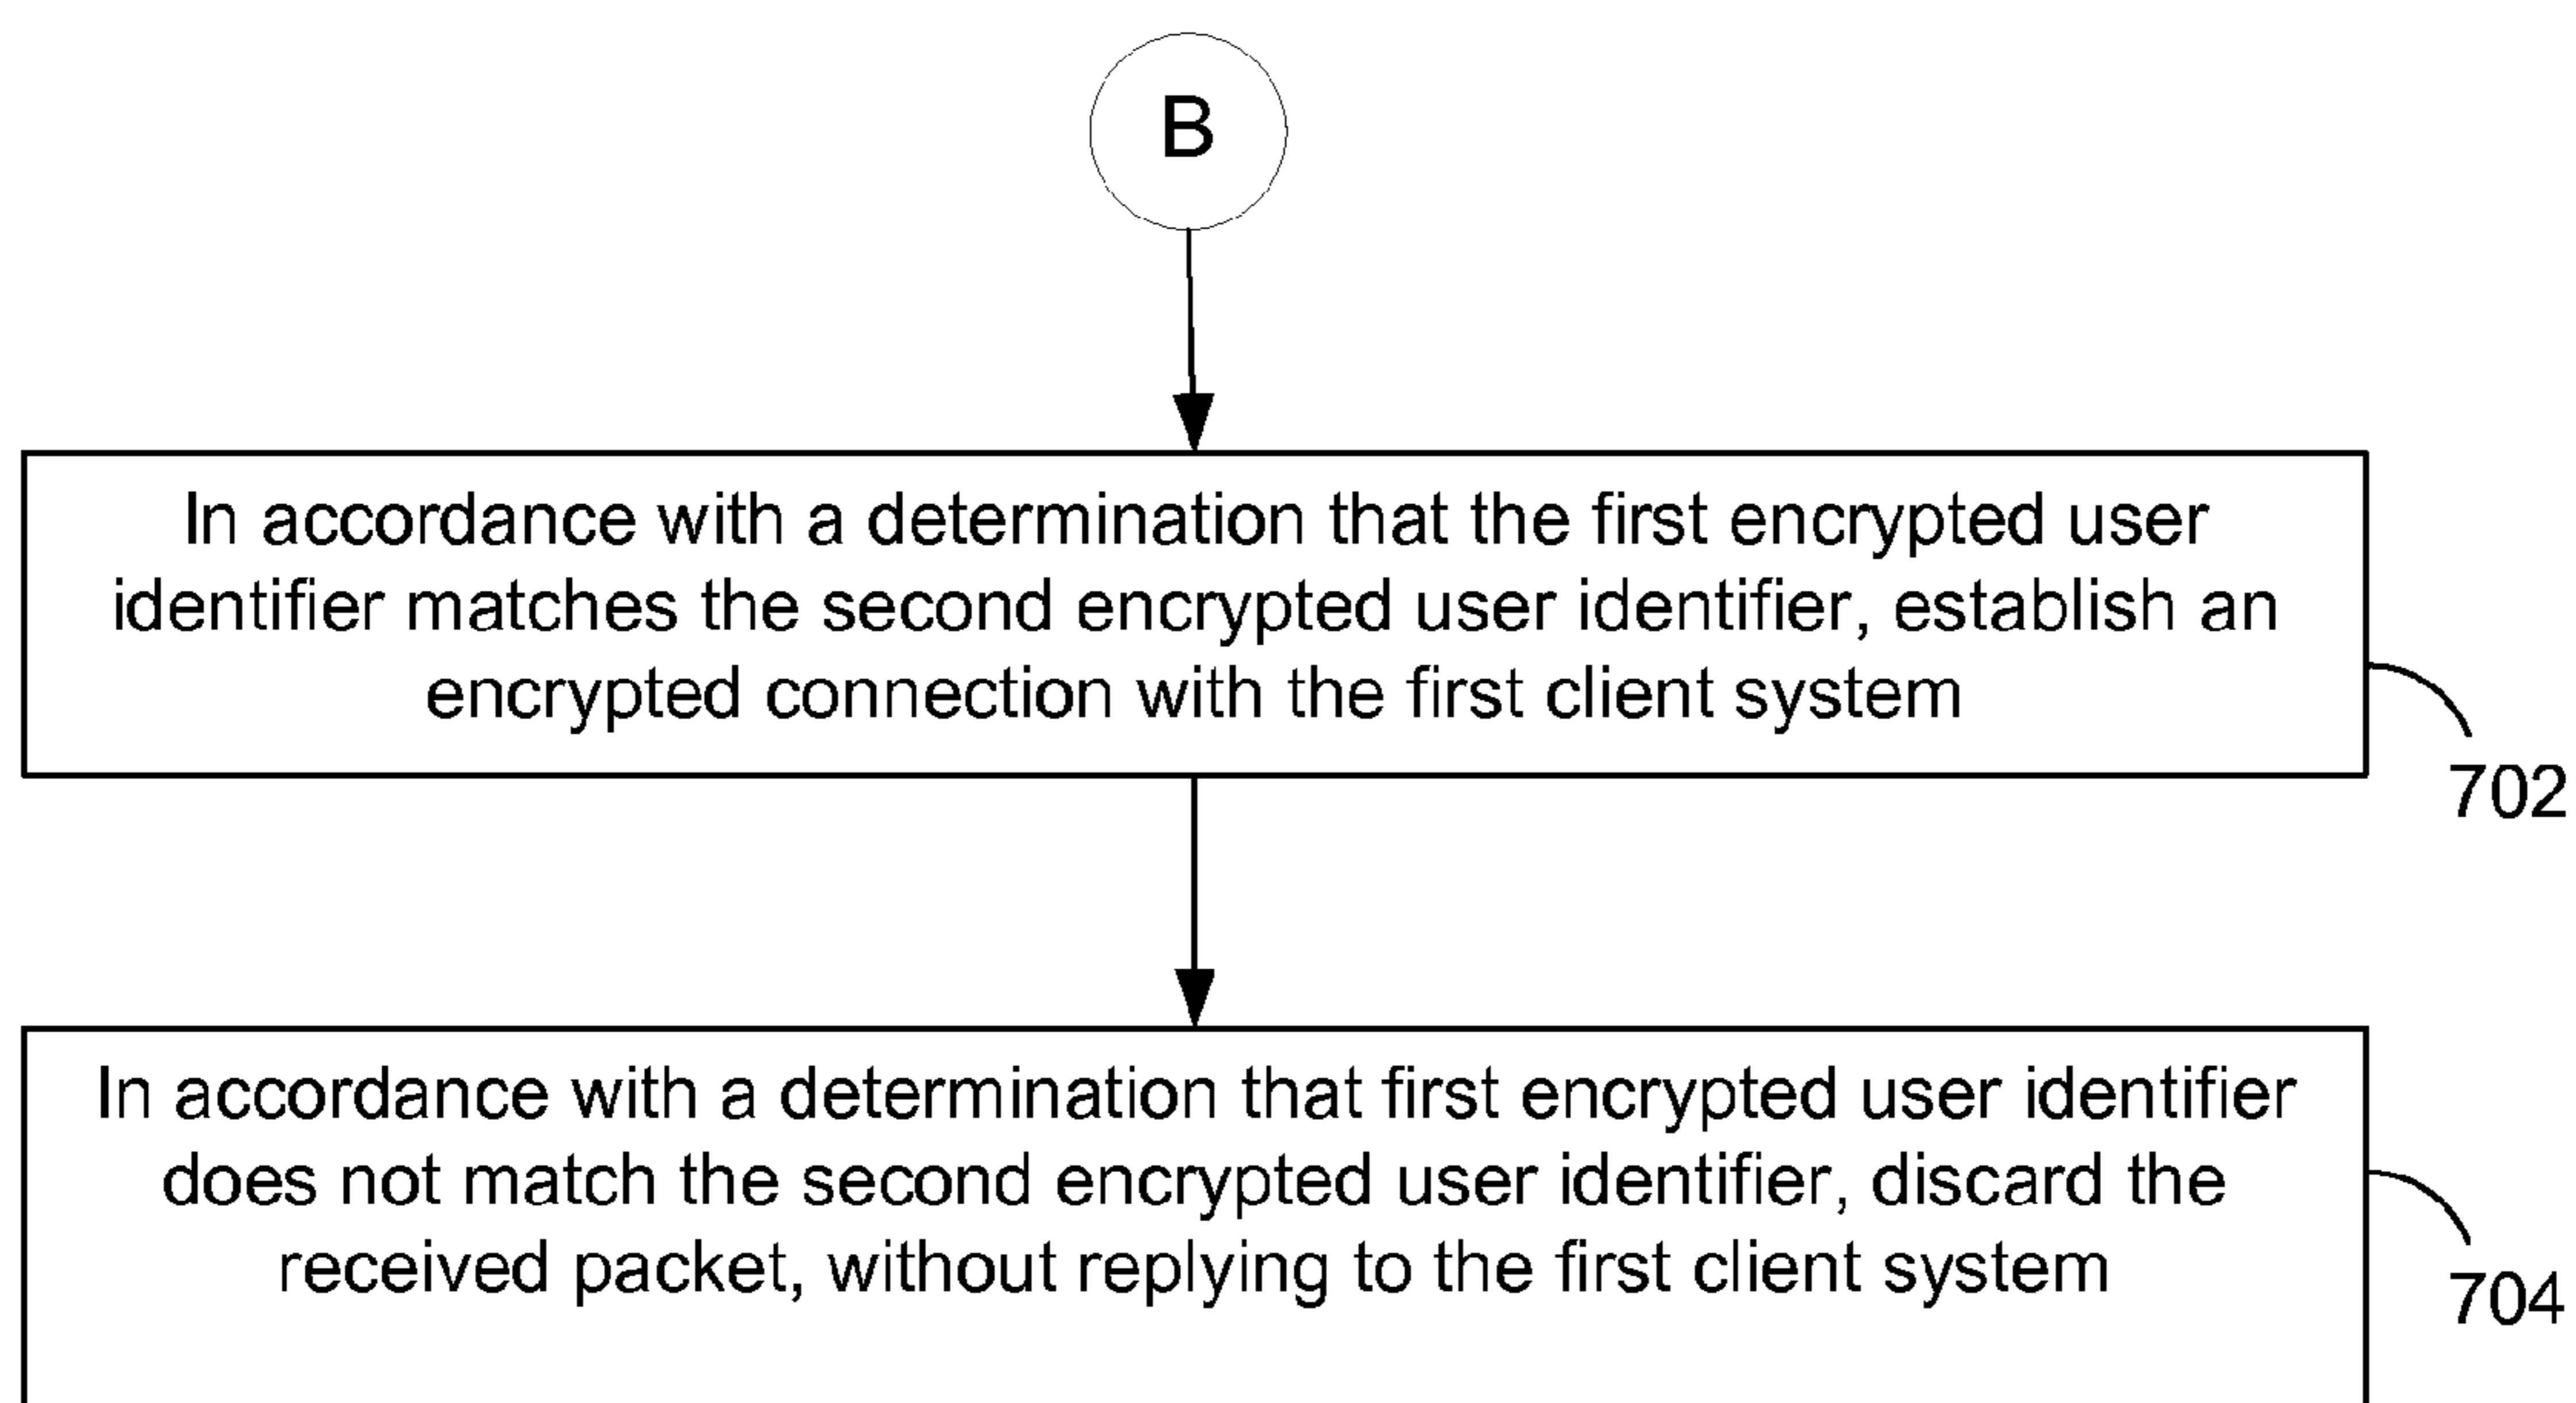 B
In accordance with a determination that the first encrypted user
identifier matches the second encrypted user identifier, establish an
encrypted connection with the first client system
702
In accordance with a determination that first encrypted user identifier
does not match the second encrypted user identifier, discard the
received packet, without replying to the first client system
704